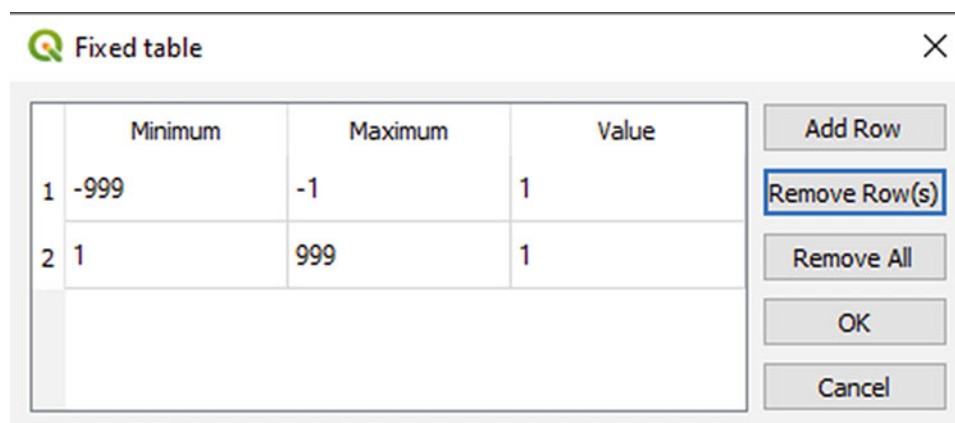 Fixed table
Minimum Maximum Value
1 -999 -1 1
2 1 999 1
Add Row
Remove Row(s)
Remove All
OK
Cancel